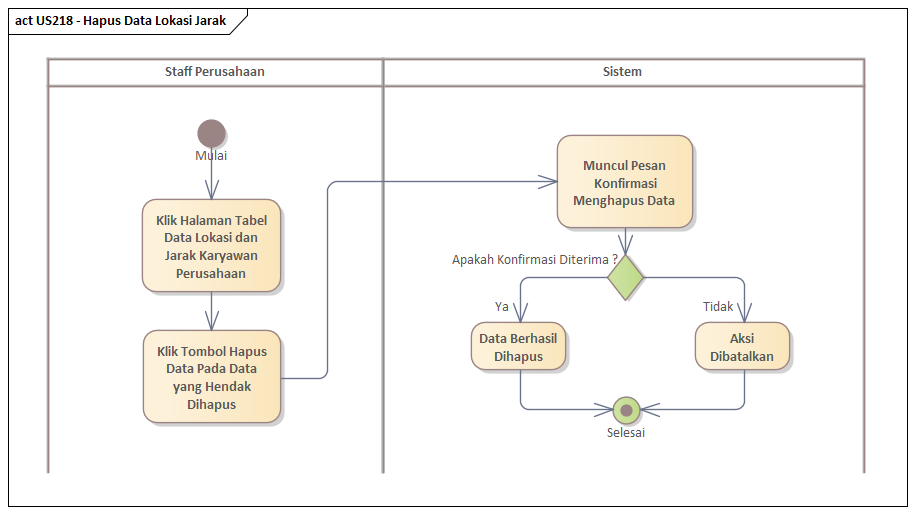 act US218 - Hapus Data Lokasi Jarak
Staff Perusahaan
Sistem
Mulai
Klik Halaman Tabel
Data Lokasi dan
Jarak Karyawan
Perusahaan
Klik Tombol Hapus
Data Pada Data
yang Hendak
Dihapus
Muncul Pesan
Konfirmasi
Menghapus Data
Apakah Konfirmasi Diterima ?
Ya
Tidak
Data Berhasil
Dihapus
Aksi
Dibatalkan
Selesai